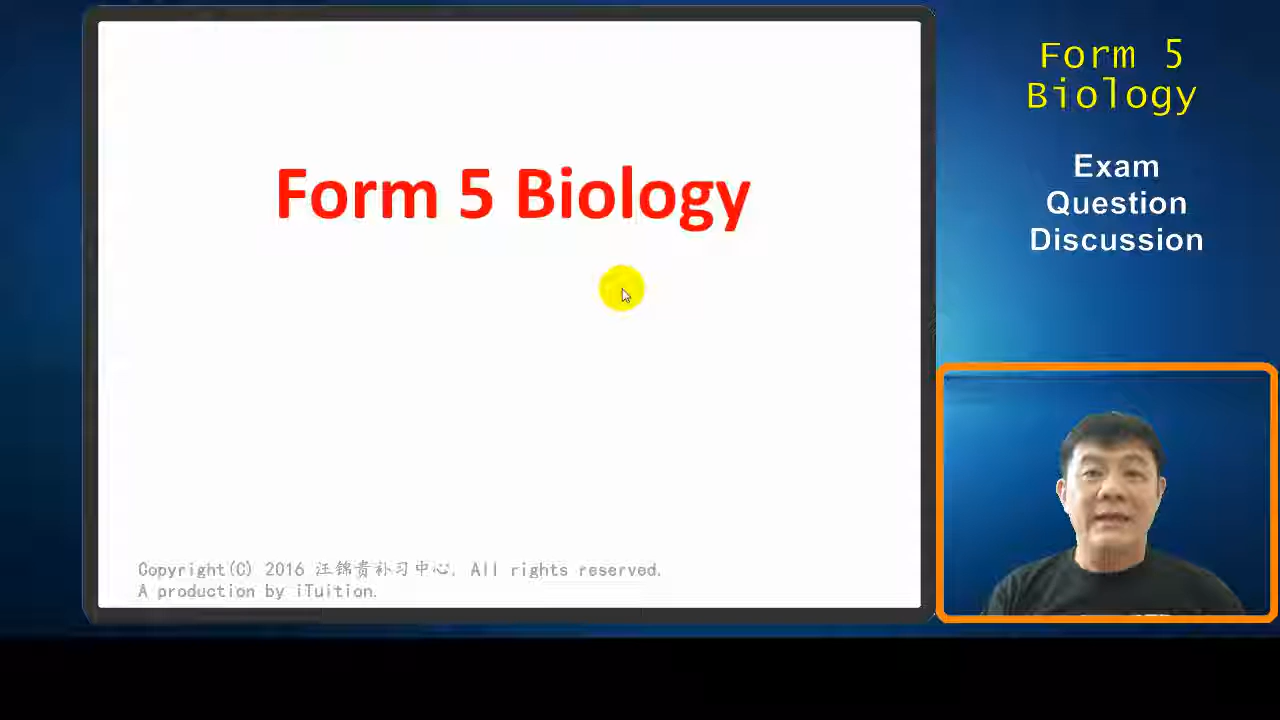 Form 5 Biology
Copyright(C) 2016 汪锦贵补习中心. All rights reserved.
A production by iTuition.
Form 5
Biology
Exam
Question
Discussion